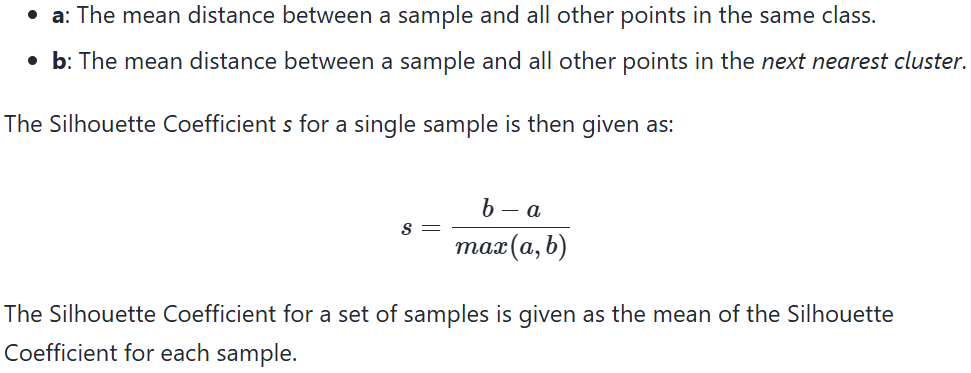 • a: The mean distance between a sample and all other points in the same class.
• b: The mean distance between a sample and all other points in the next nearest cluster.
The Silhouette Coefficient s for a single sample is then given as:
s = \frac{b - a}{max(a, b)}
The Silhouette Coefficient for a set of samples is given as the mean of the Silhouette
Coefficient for each sample.